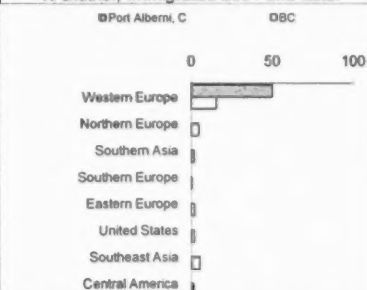 Port Alberni, C BC
0 50 100
Western Europe
Northern Europe
Southern Asia
Southern Europe
Eastern Europe
United States
Southeast Asia
Central America